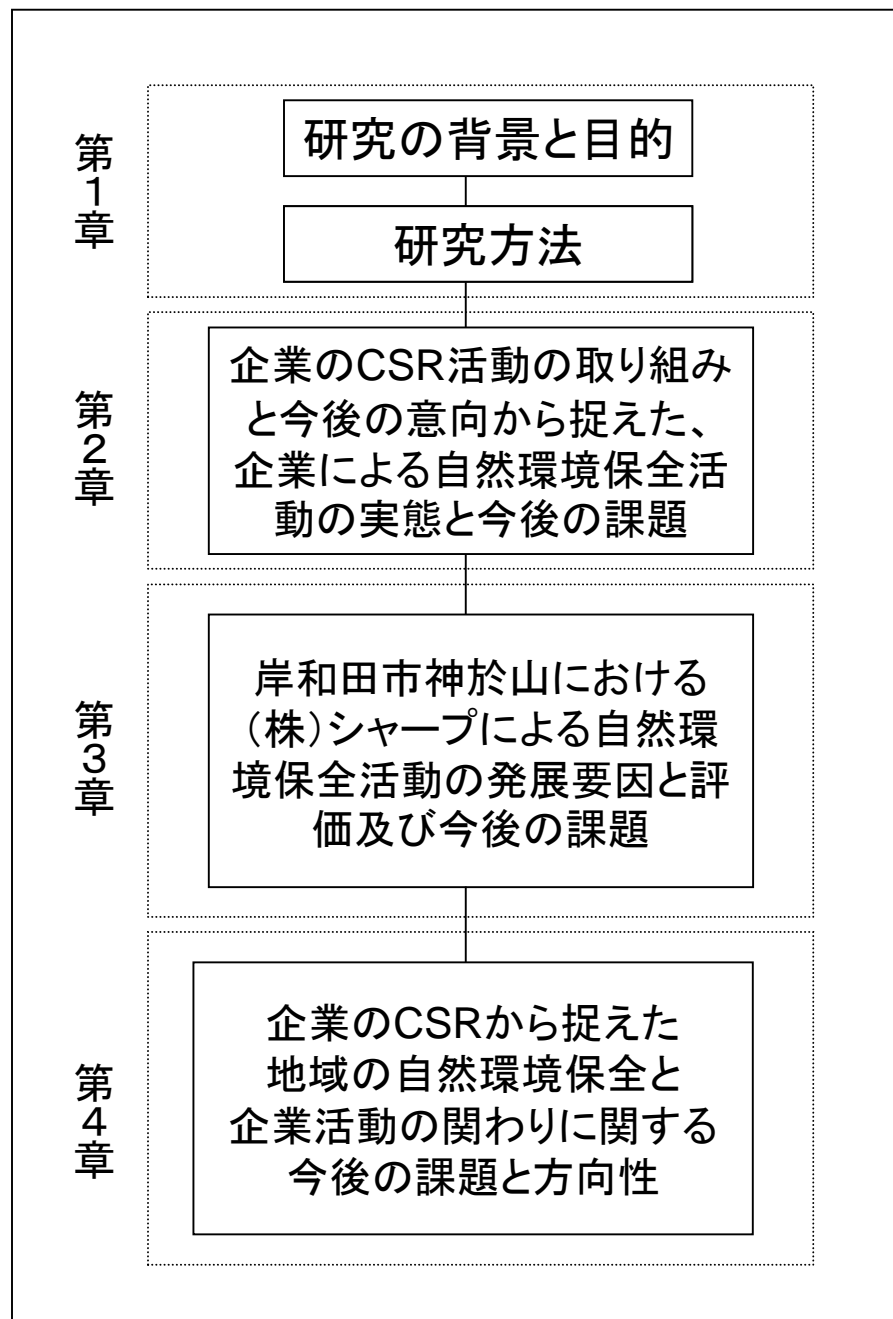 第1章
研究の背景と目的
研究方法
第2章
企業のCSR活動の取り組み
と今後の意向から捉えた、
企業による自然環境保全活
動の実態と今後の課題
第3章
岸和田市神於山における
（株）シャープによる自然環
境保全活動の発展要因と評
価及び今後の課題
第4章
企業のCSRから捉えた
地域の自然環境保全と
企業活動の関わりに関する
今後の課題と方向性